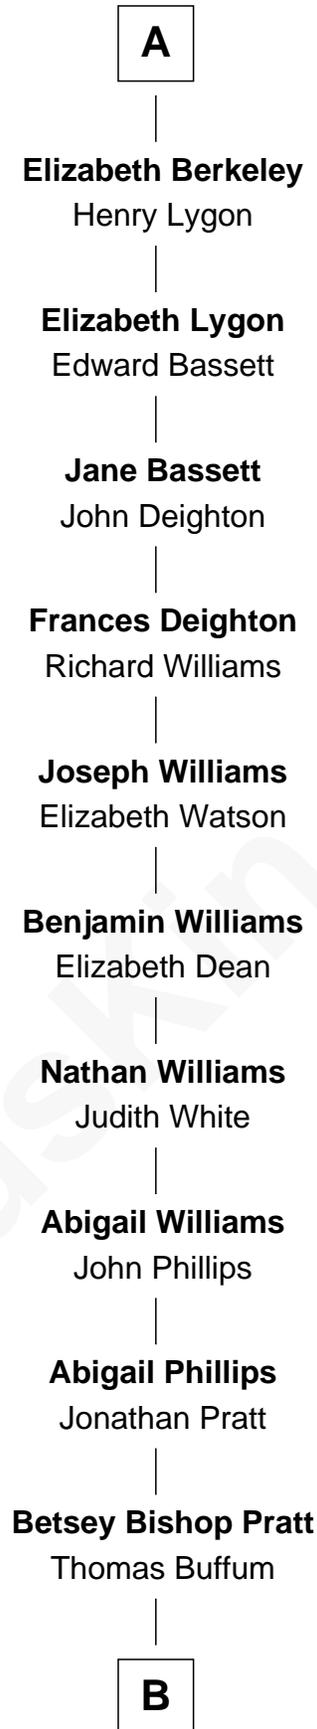 A
Elizabeth Berkeley
Henry Lygon
Elizabeth Lygon
Edward Bassett
Jane Bassett
John Deighton
Frances Deighton
Richard Williams
Joseph Williams
Elizabeth Watson
Benjamin Williams
Elizabeth Dean
Nathan Williams
Judith White
Abigail Williams
John Phillips
Abigail Phillips
Jonathan Pratt
Betsey Bishop Pratt
Thomas Buffum
B